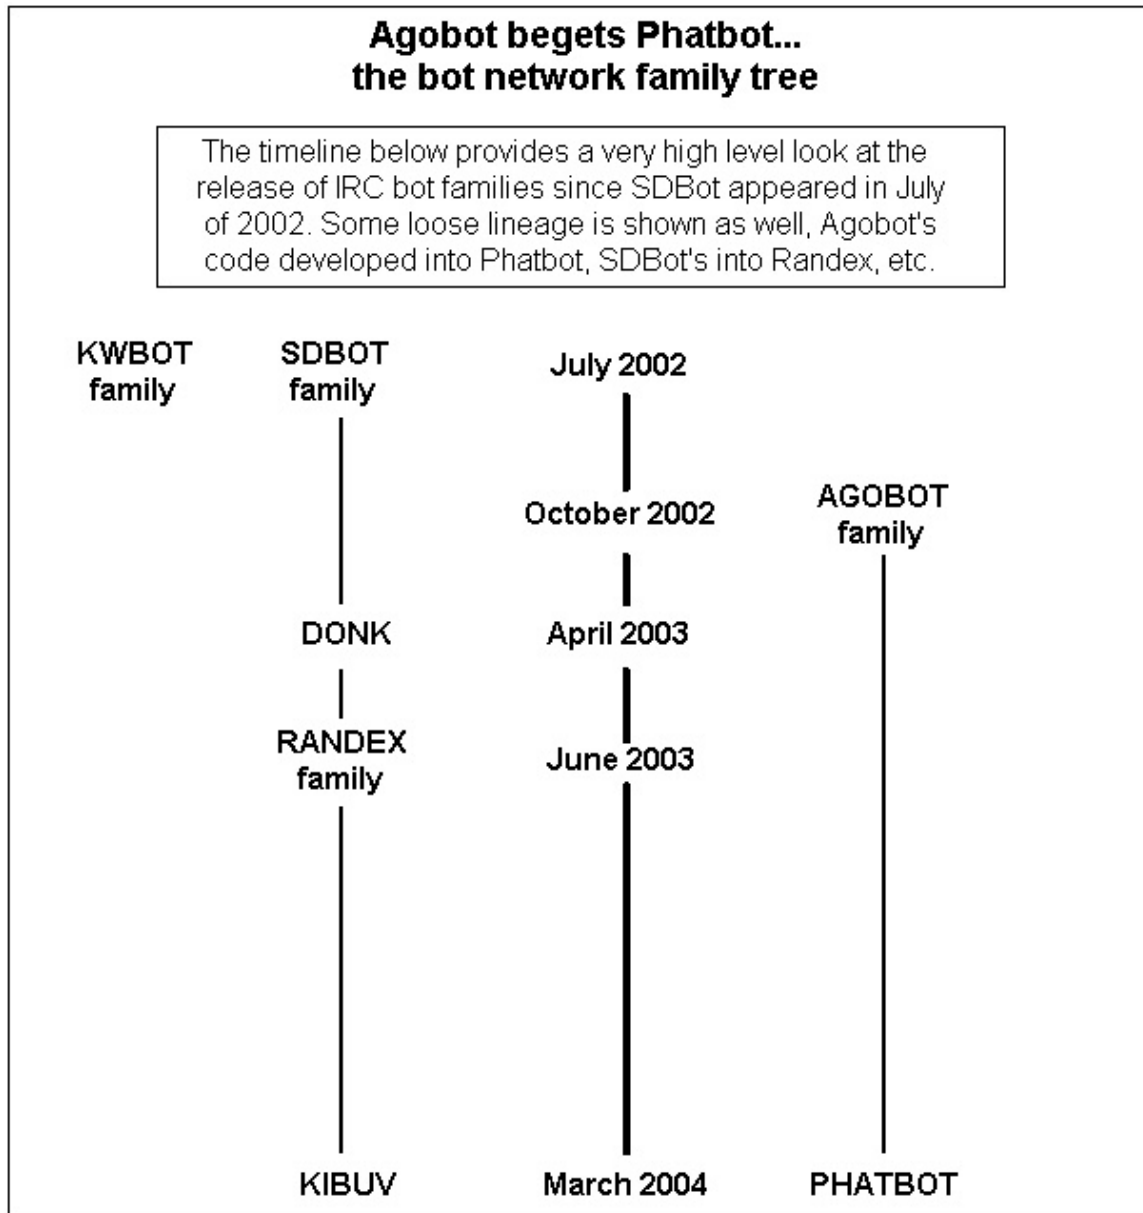 Agobot begets Phatbot...
the bot network family tree
The timeline below provides a very high level look at the
release of IRC bot families since SDBot appeared in July
of 2002. Some loose lineage is shown as well, Agobot's
code developed into Phatbot, SDBot's into Randex, etc.
KWBOT
family
SDBOT
family
July 2002
October 2002
AGOBOT
family
DONK
April 2003
RANDEX
family
June 2003
KIBUV
March 2004
PHATBOT